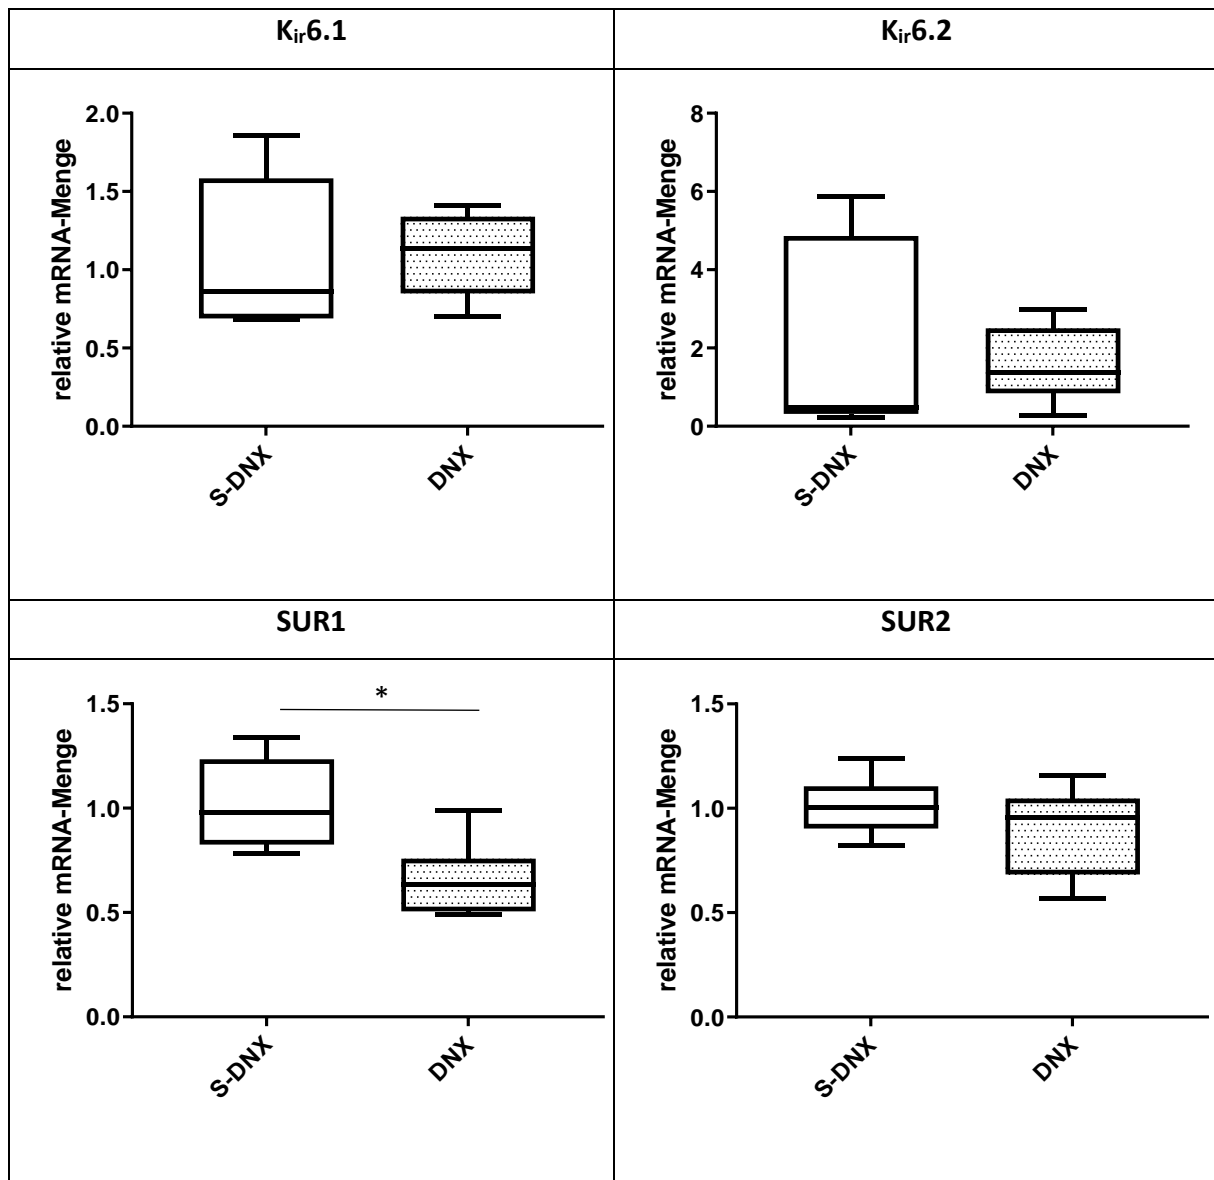 Kir6.1
Kir6.2
relative mRNA-Menge
2.0
1.5
1.0
0.5
0.0
S-DNX
DNX
relative mRNA-Menge
8
6
4
2
0
S-DNX
DNX
SUR1
SUR2
relative mRNA-Menge
1.5
1.0
0.5
0.0
*
S-DNX
DNX
relative mRNA-Menge
1.5
1.0
0.5
0.0
S-DNX
DNX